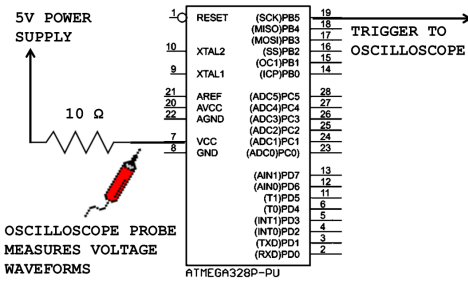 5V POWER
SUPPLY
10 Ω
OSCILLOSCOPE PROBE
MEASURES VOLTAGE
WAVEFORMS
1 RESET (SCK)PB5 19
(MISO)PB4 18
(MOSI)PB3 17
10 XTAL2 (SS)PB2 16
(OC1)PB1 15
9 XTAL1 (ICP)PB0 14
21 AREF (ADC5)PC5 28
20 AVCC (ADC4)PC4 27
22 AGND (ADC3)PC3 26
(ADC2)PC2 25
7 VCC (ADC1)PC1 24
8 GND (ADC0)PC0 23
(AIN1)PD7 13
(AIN0)PD6 12
(T1)PD5 11
(T0)PD4 6
(INT1)PD3 5
(INT0)PD2 4
(TXD)PD1 3
(RXD)PD0 2
ATMEGA328P-PU
TRIGGER TO
OSCILLOSCOPE